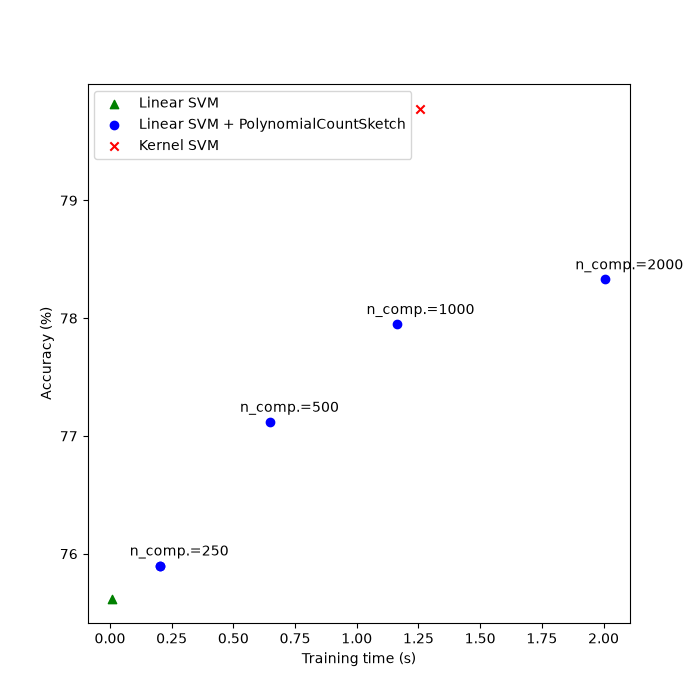 Linear SVM
Linear SVM + PolynomialCountSketch
Kernel SVM
79
n_comp.=2000
n_comp.=1000
78
Accuracy (%)
n_comp.=500
77
n_comp.=250
76
0.00 0.25 0.50 0.75 1.00 1.25 1.50 1.75 2.00
Training time (s)